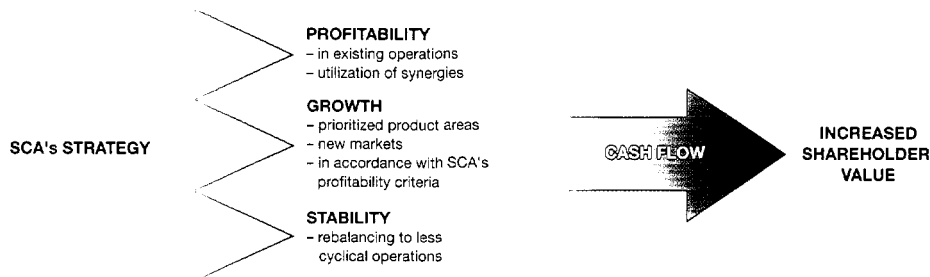 SCA's STRATEGY
PROFITABILITY
– in existing operations
– utilization of synergies
GROWTH
– prioritized product areas
– new markets
– in accordance with SCA's
profitability criteria
STABILITY
– rebalancing to less
cyclical operations
CASH FLOW
INCREASED
SHAREHOLDER
VALUE